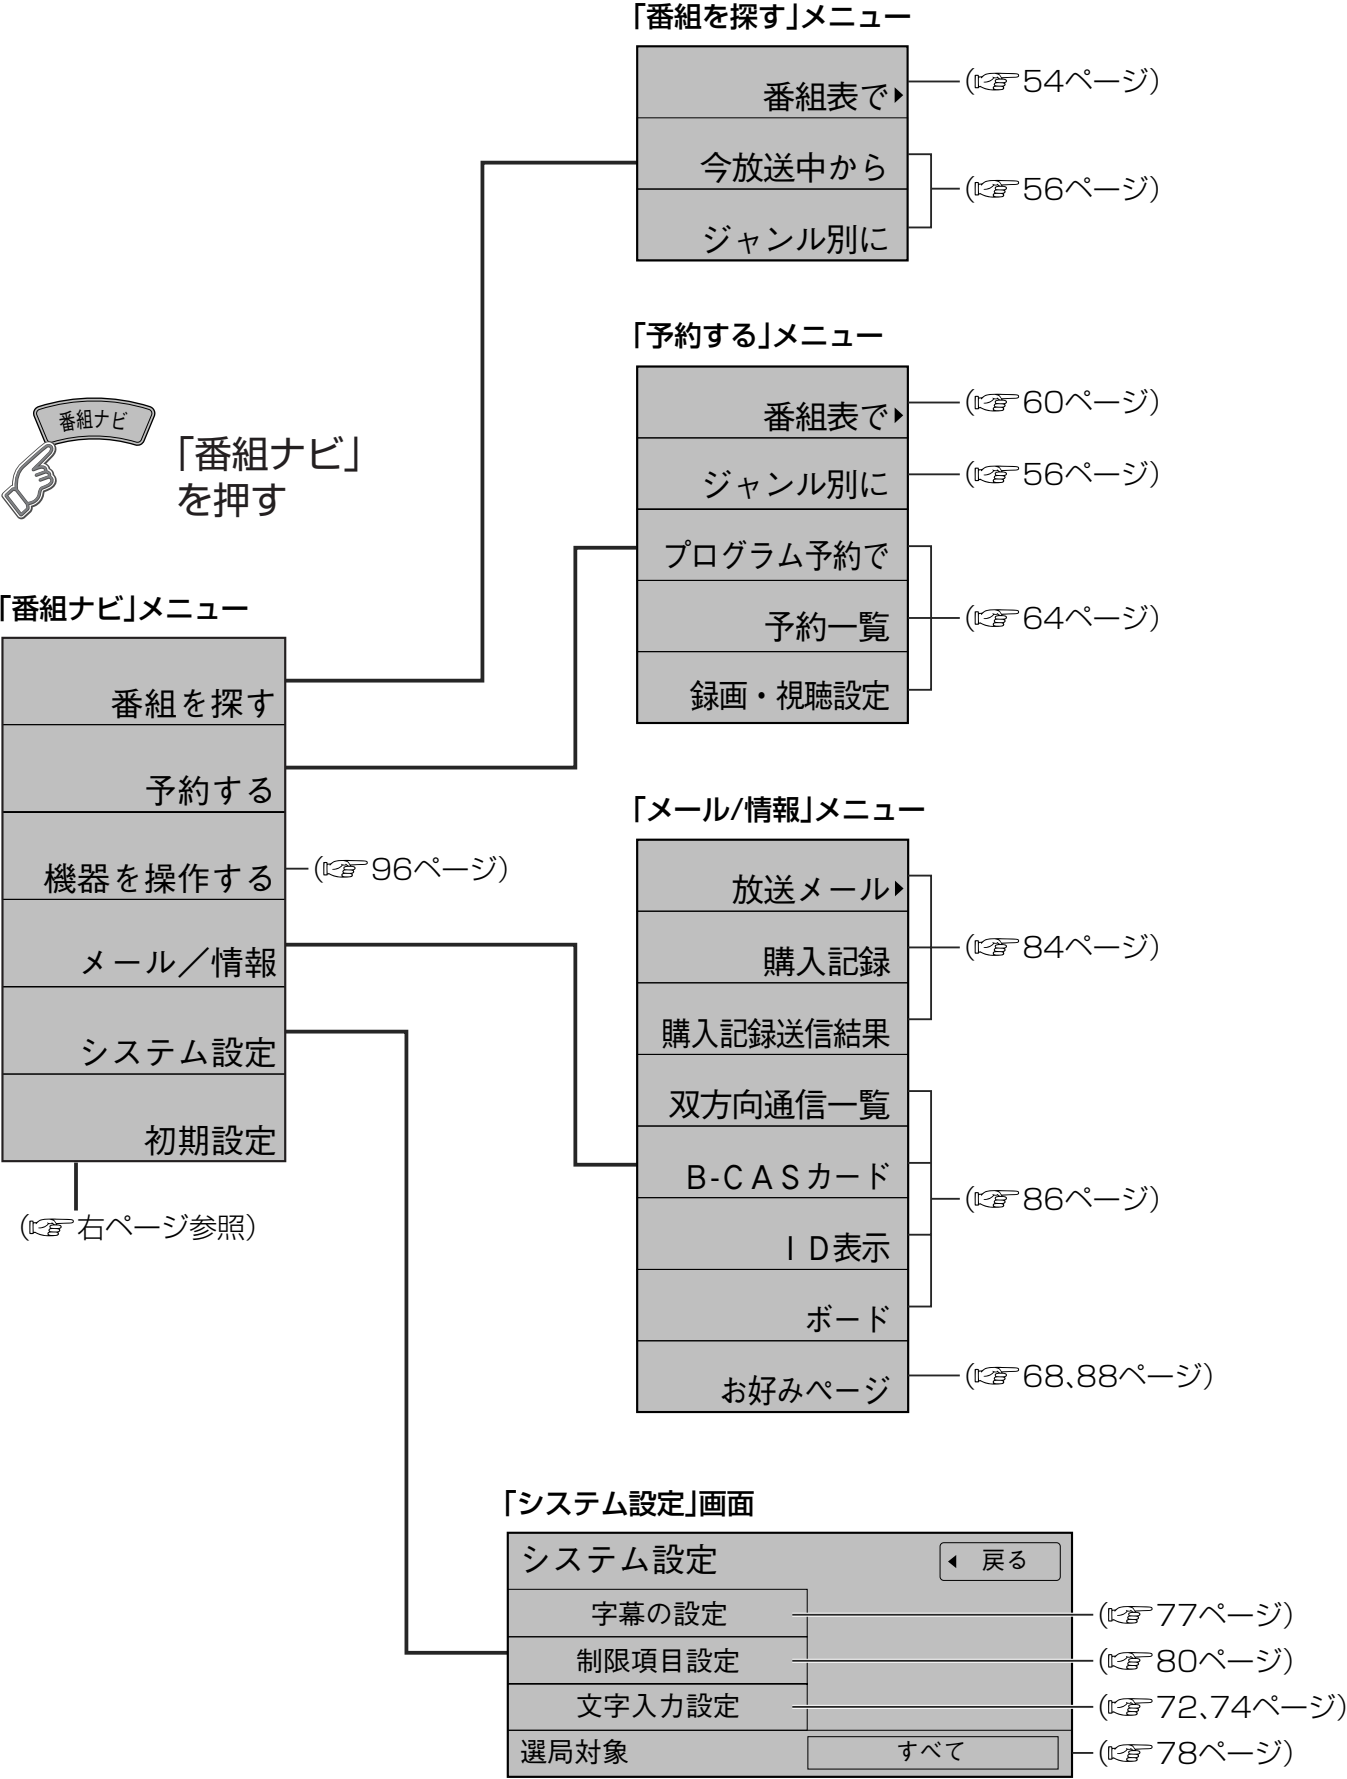 「番組ナビ」
を押す
番組ナビ
「番組ナビ」メニュー
番組を探す
予約する
機器を操作する
(☞96ページ)
メール／情報
システム設定
初期設定
(☞右ページ参照)
「番組を探す」メニュー
番組表で▶
(☞54ページ)
今放送中から
ジャンル別に
(☞56ページ)
「予約する」メニュー
番組表で▶
(☞60ページ)
ジャンル別に
(☞56ページ)
プログラム予約で
予約一覧
録画・視聴設定
(☞64ページ)
「メール/情報」メニュー
放送メール▶
購入記録
購入記録送信結果
(☞84ページ)
双方向通信一覧
B-CASカード
ID表示
ボード
(☞86ページ)
お好みページ
(☞68、88ページ)
「システム設定」画面
システム設定
◀ 戻る
字幕の設定
(☞77ページ)
制限項目設定
(☞80ページ)
文字入力設定
(☞72、74ページ)
選局対象 すべて
(☞78ページ)